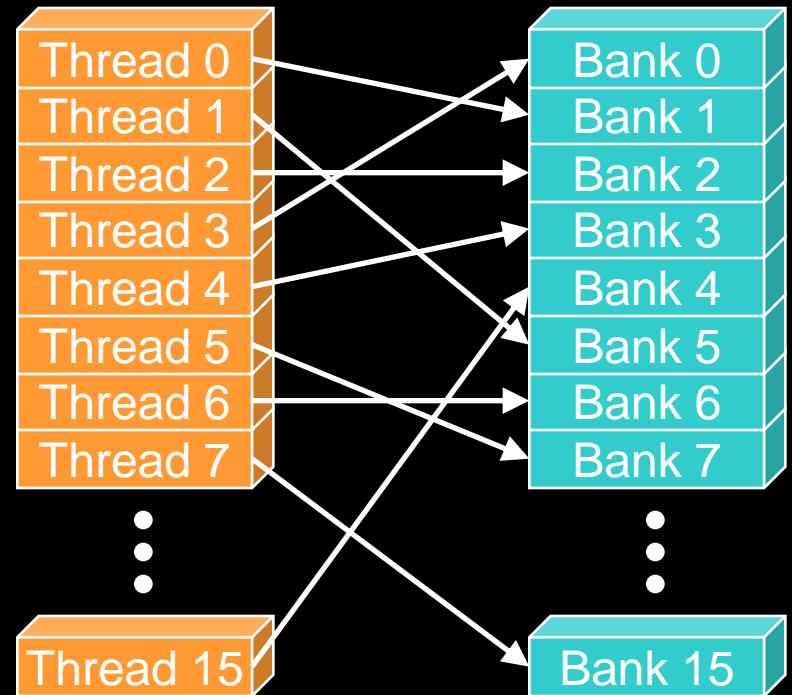 Thread 0
Thread 1
Thread 2
Thread 3
Thread 4
Thread 5
Thread 6
Thread 7
Thread 15
Bank 0
Bank 1
Bank 2
Bank 3
Bank 4
Bank 5
Bank 6
Bank 7
Bank 15